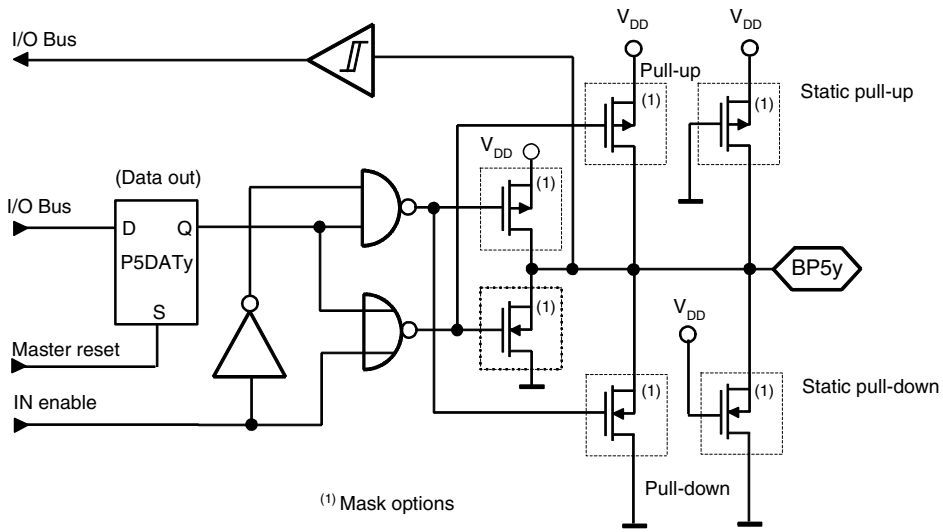 I/O Bus
V_DD
V_DD
Pull-up
(1)
(1)
Static pull-up
V_DD
(1)
(Data out)
I/O Bus
D
Q
P5DATy
S
BP5y
(1)
V_DD
Master reset
IN enable
(1)
(1)
Static pull-down
(1) Mask options
Pull-down